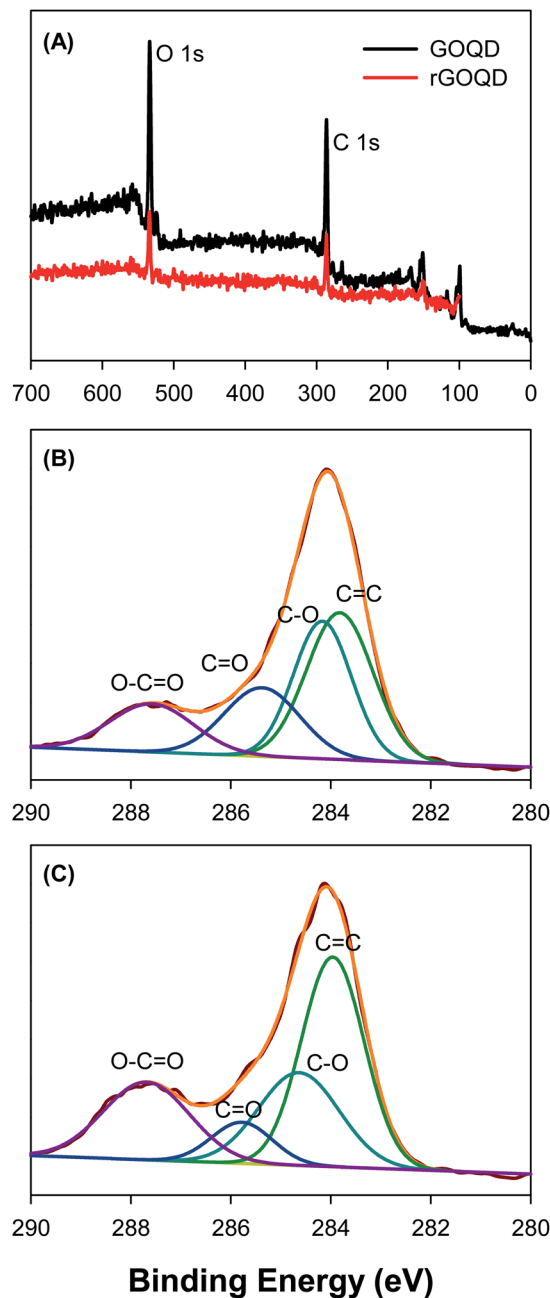 (A)
O 1s
C 1s
GOQD
rGOQD
700 600 500 400 300 200 100 0
(B)
O-C=O
C=O
C-O
C=C
290 288 286 284 282 280
(C)
O-C=O
C=O
C-O
C=C
290 288 286 284 282 280
Binding Energy (eV)